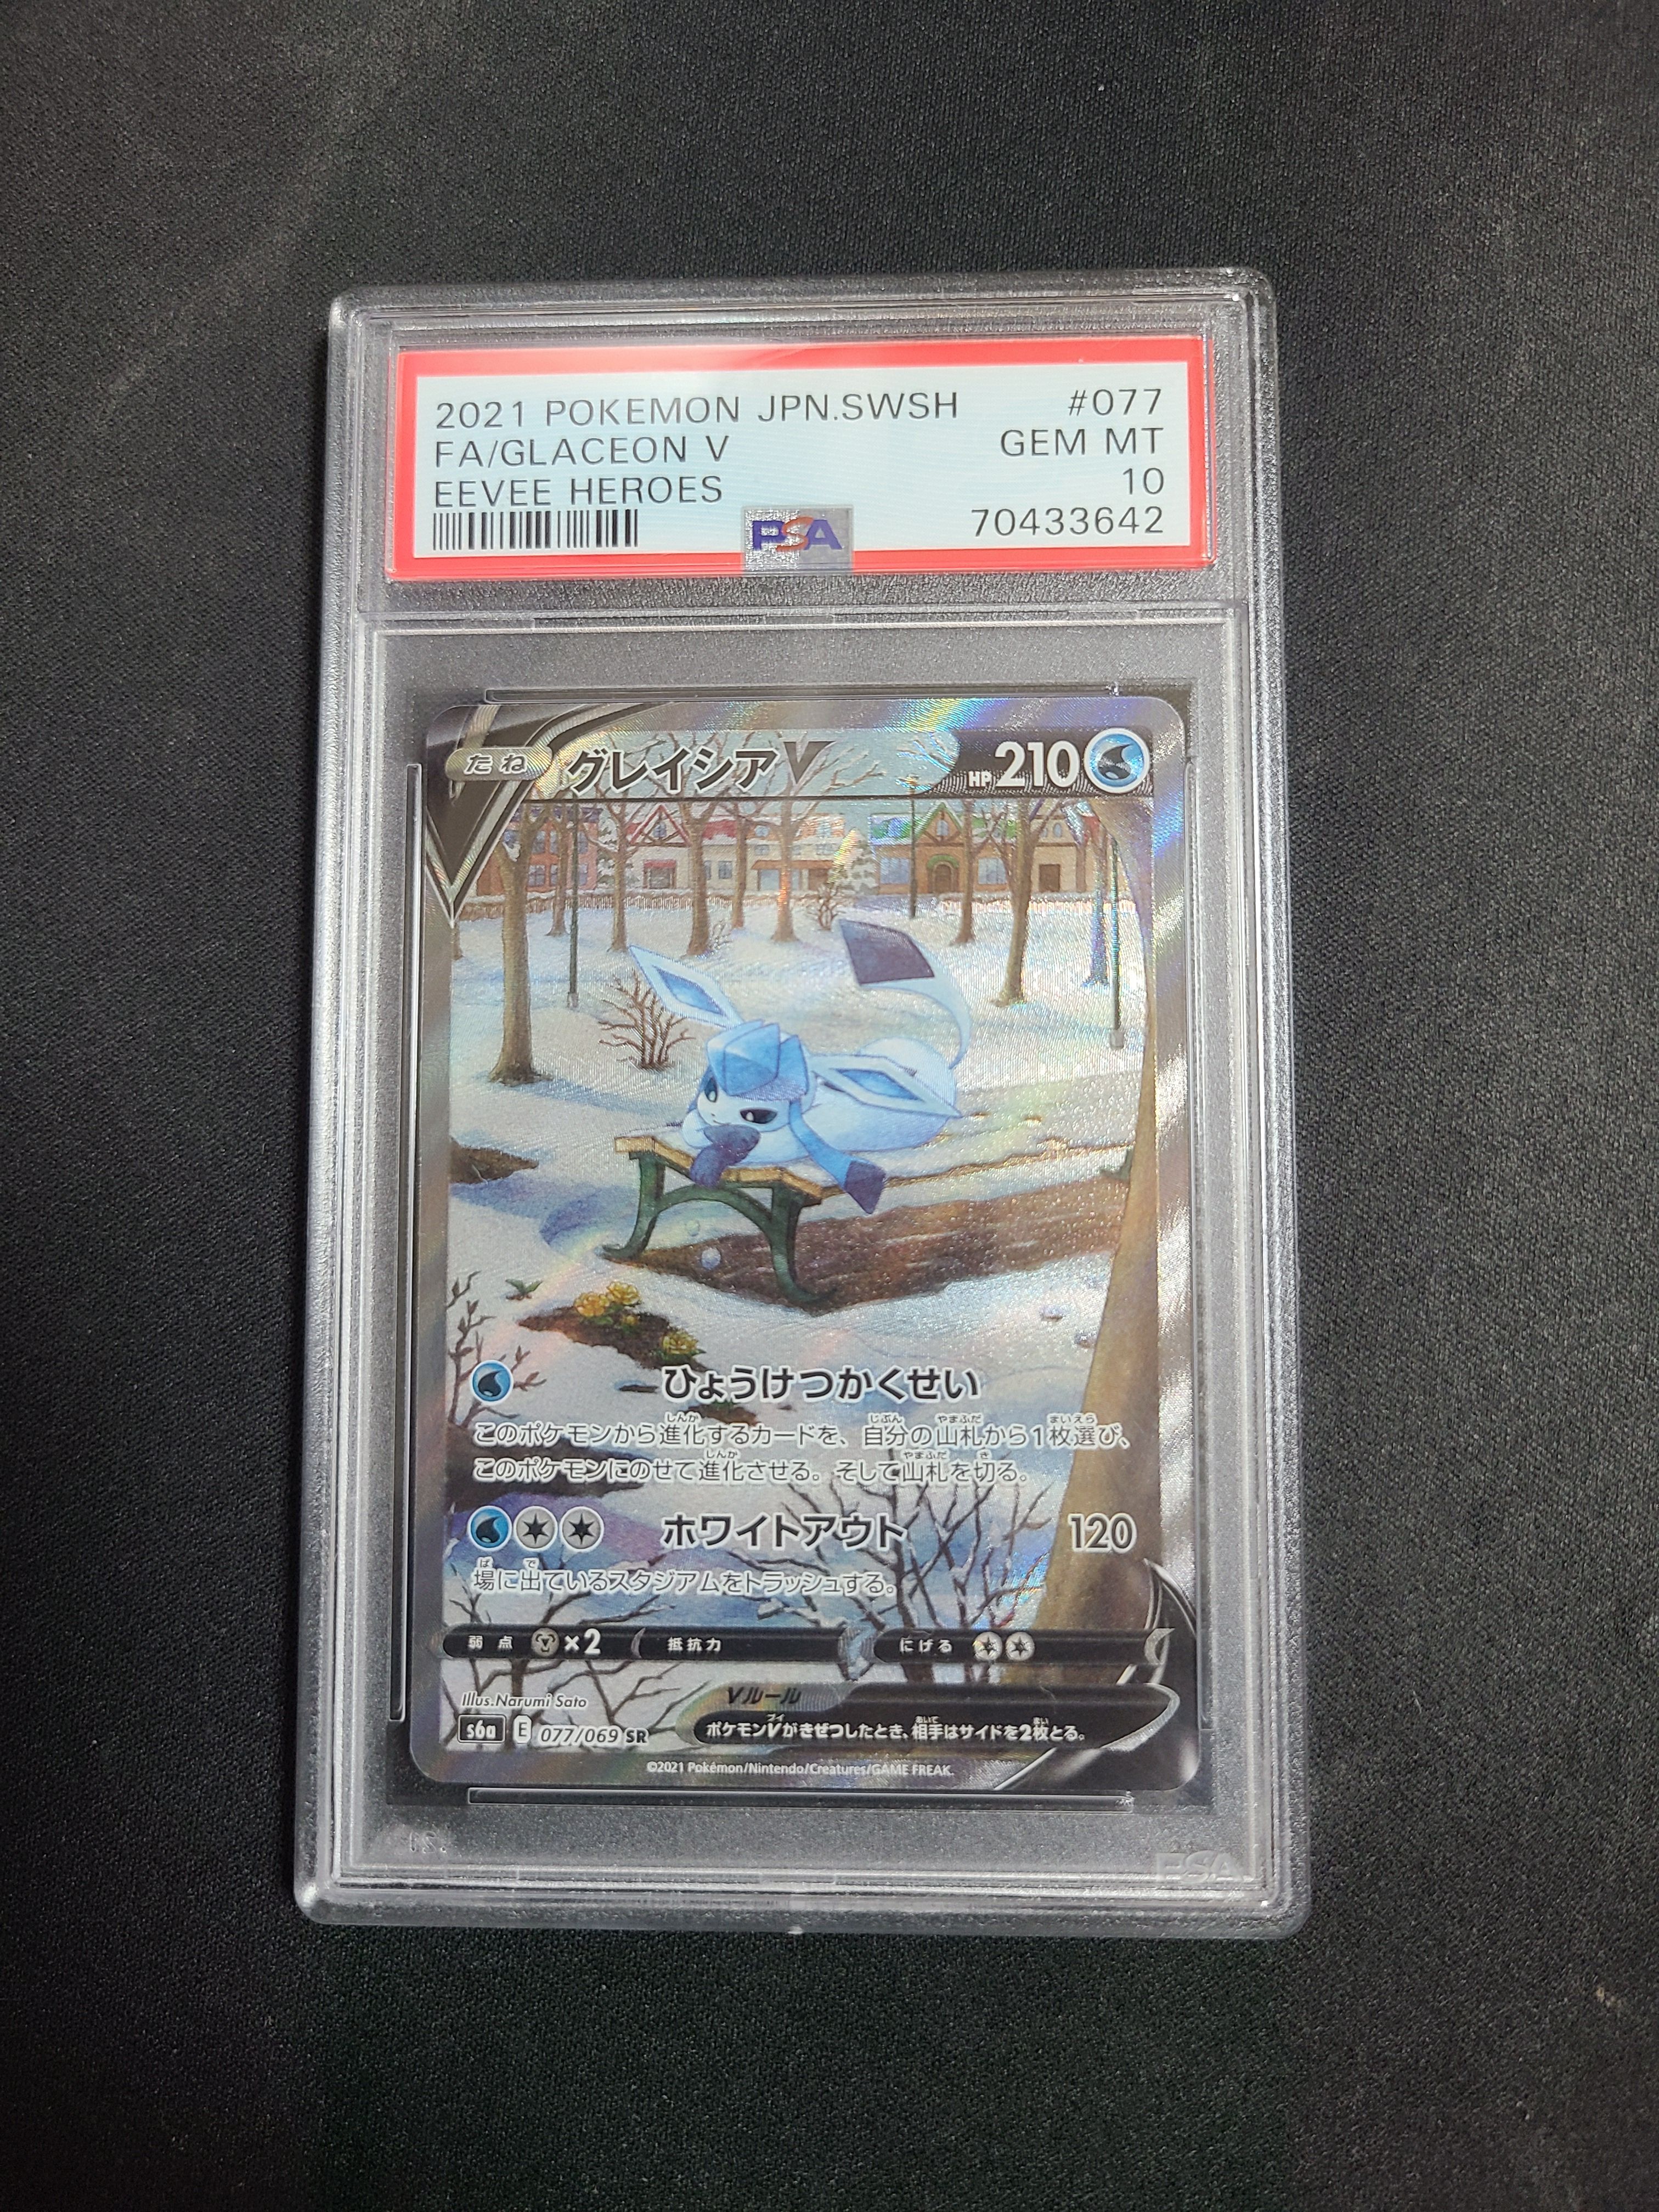 2021 POKEMON JPN.SWSH #077
FA/GLACEON V GEM MT
EEVEE HEROES 10
PSA 70433642
たね グレイシアV HP 210
ひょうけつかくせい
このポケモンから進化するカードを、自分の山札から1枚選び、
このポケモンにのせて進化させる。そして山札を切る。
ホワイトアウト 120
場に出ているスタジアムをトラッシュする。
弱点 ×2 抵抗力 にげる
Illus.Narumi Sato Vルール
s6a E 077/069 SR ポケモンVがきぜつしたとき、相手はサイドを2枚とる。
©2021 Pokémon/Nintendo/Creatures/GAME FREAK.
PSA